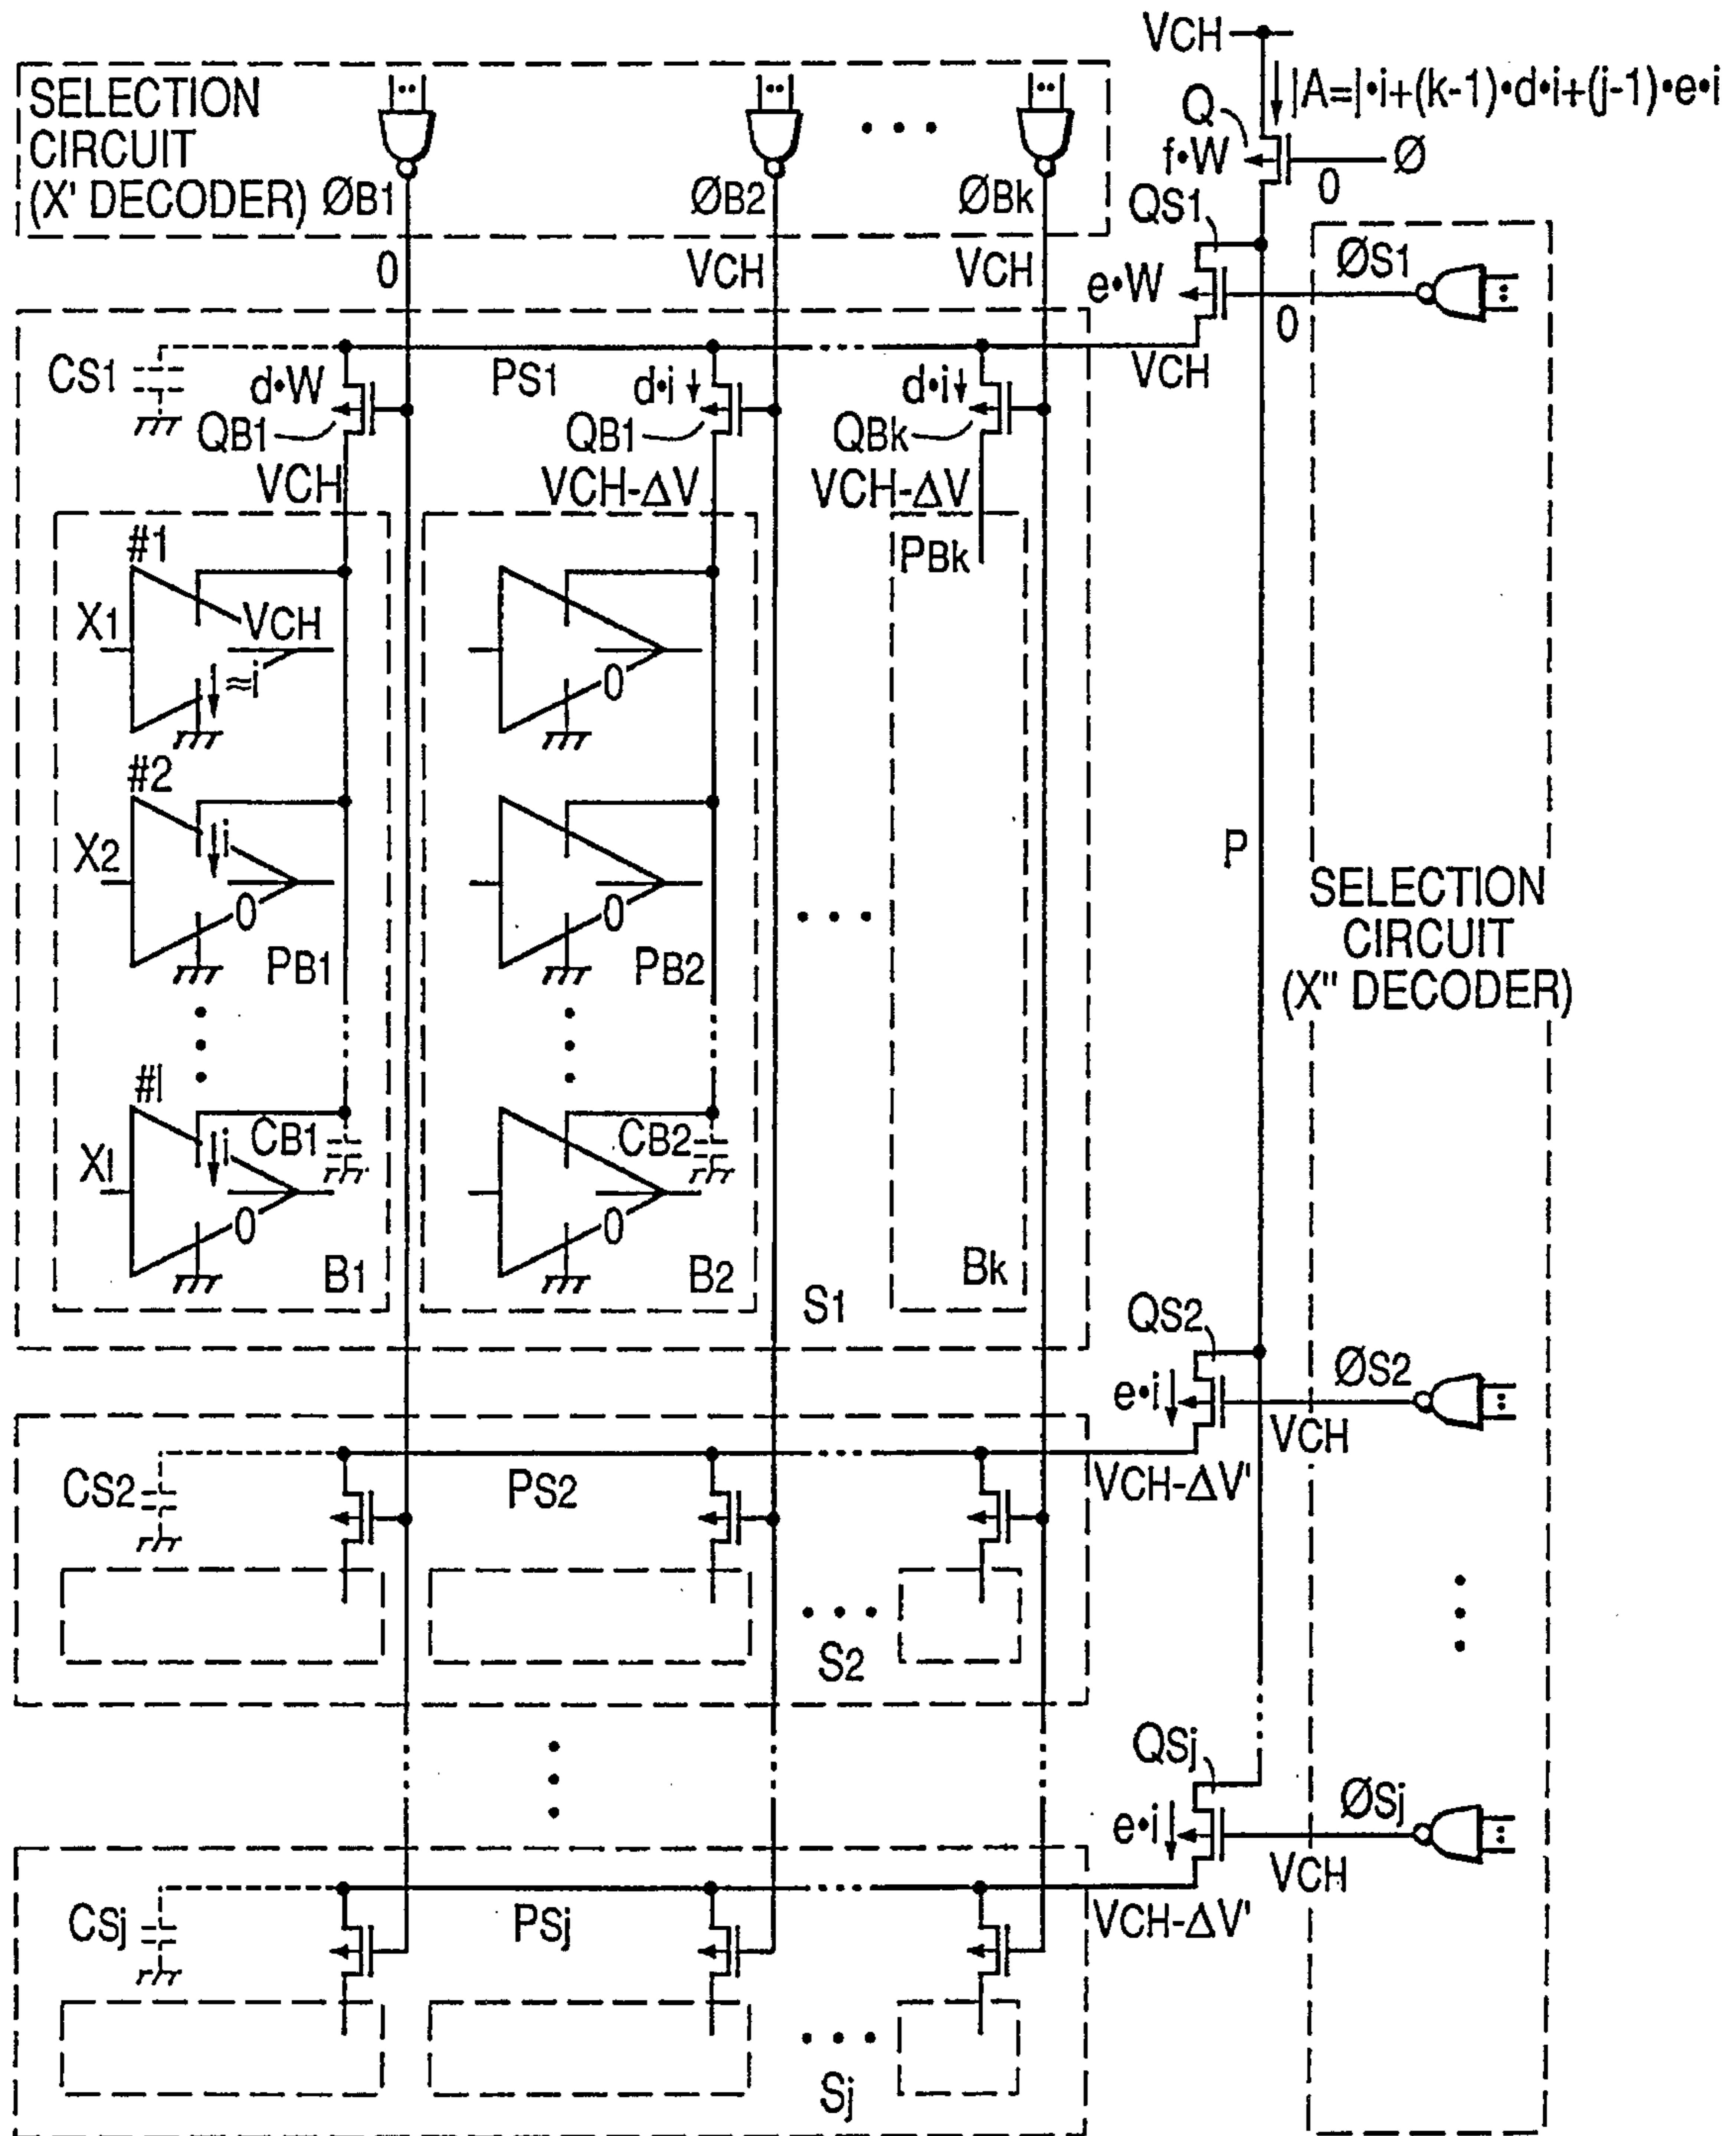 VCH
|A=|•i+(k-1)•d•i+(j-1)•e•i
SELECTION
CIRCUIT
(X' DECODER)
ØB1
ØB2
• • •
ØBk
Q
f•W
Ø
0
QS1
ØS1
0
VCH
VCH
e•W
0
CS1
d•W
PS1
d•i
d•i
VCH
QB1
QB1
QBk
VCH
VCH-ΔV
VCH-ΔV
#1
PBk
X1
VCH
≈i
0
#2
X2
i
0
PB1
0
PB2
P
SELECTION
CIRCUIT
(X" DECODER)
#l
Xl
i
CB1
0
CB2
0
B1
B2
S1
Bk
QS2
ØS2
e•i
VCH
CS2
PS2
VCH-ΔV'
S2
QSj
ØSj
e•i
VCH
CSj
PSj
VCH-ΔV'
Sj